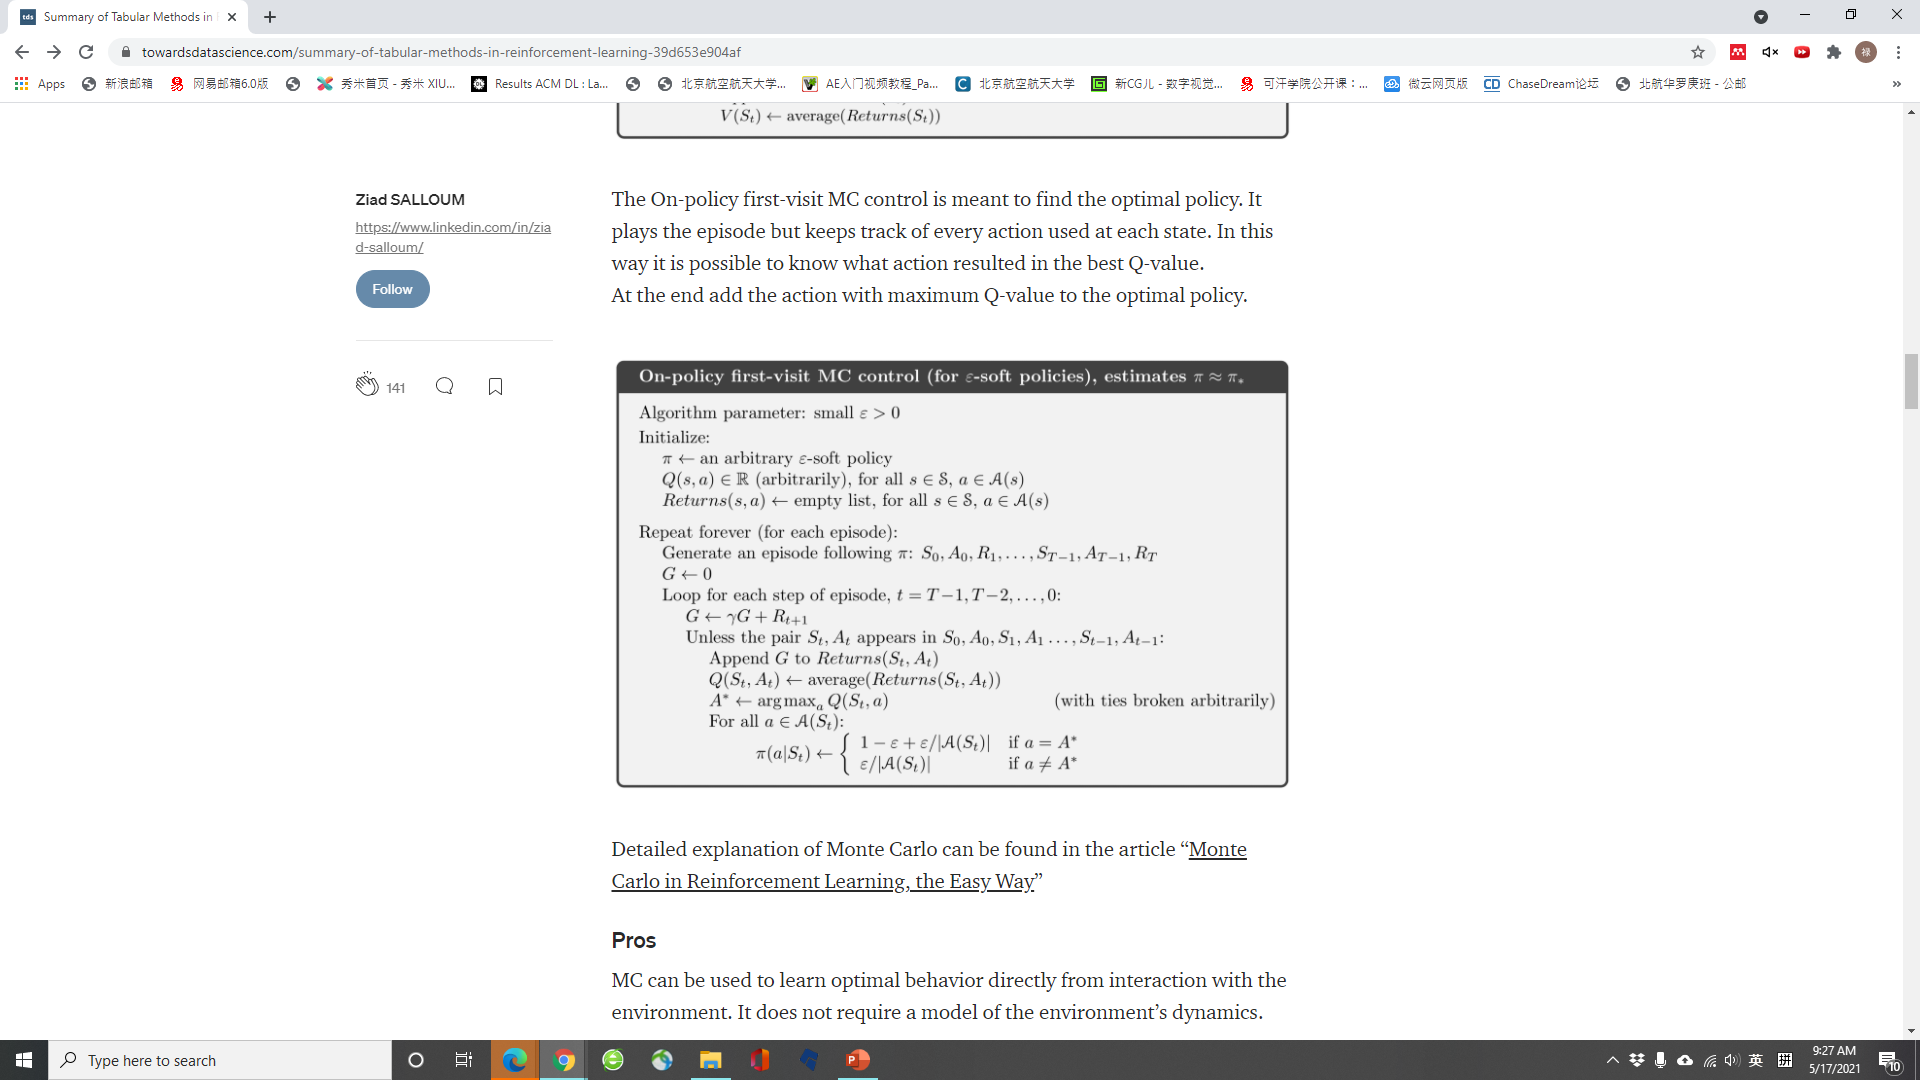 tds Summary of Tabular Methods in
towardsdatascience.com/summary-of-tabular-methods-in-reinforcement-learning-39d653e904af
Apps 新浪邮箱 网易邮箱6.0版 秀米首页 - 秀米 XIU... Results ACM DL : La... 北京航空航天大学... AE入门视频教程_Pa... 北京航空航天大学 新CG儿 - 数字视觉... 可汗学院公开课：... 微云网页版 CD ChaseDream论坛 北航华罗庚班 - 公邮 »
V(S_t) ← average(Returns(S_t))
Ziad SALLOUM
https://www.linkedin.com/in/zia
d-salloum/
Follow
141
The On-policy first-visit MC control is meant to find the optimal policy. It
plays the episode but keeps track of every action used at each state. In this
way it is possible to know what action resulted in the best Q-value.
At the end add the action with maximum Q-value to the optimal policy.
On-policy first-visit MC control (for ε-soft policies), estimates π ≈ π_*
Algorithm parameter: small ε > 0
Initialize:
π ← an arbitrary ε-soft policy
Q(s, a) ∈ ℝ (arbitrarily), for all s ∈ 𝒮, a ∈ 𝒜(s)
Returns(s, a) ← empty list, for all s ∈ 𝒮, a ∈ 𝒜(s)
Repeat forever (for each episode):
Generate an episode following π: S_0, A_0, R_1, . . . , S_{T−1}, A_{T−1}, R_T
G ← 0
Loop for each step of episode, t = T−1, T−2, . . . , 0:
G ← γG + R_{t+1}
Unless the pair S_t, A_t appears in S_0, A_0, S_1, A_1 . . . , S_{t−1}, A_{t−1}:
Append G to Returns(S_t, A_t)
Q(S_t, A_t) ← average(Returns(S_t, A_t))
A* ← argmax_a Q(S_t, a) (with ties broken arbitrarily)
For all a ∈ 𝒜(S_t):
π(a|S_t) ← { 1 − ε + ε/|𝒜(S_t)| if a = A*
ε/|𝒜(S_t)| if a ≠ A*
Detailed explanation of Monte Carlo can be found in the article “Monte
Carlo in Reinforcement Learning, the Easy Way”
Pros
MC can be used to learn optimal behavior directly from interaction with the
environment. It does not require a model of the environment’s dynamics.
Type here to search
英 拼
9:27 AM
5/17/2021
10